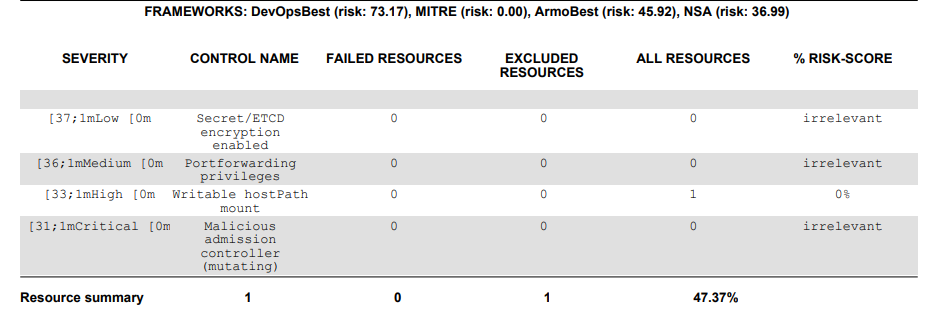 FRAMEWORKS: DevOpsBest (risk: 73.17), MITRE (risk: 0.00), ArmoBest (risk: 45.92), NSA (risk: 36.99)
SEVERITY CONTROL NAME FAILED RESOURCES EXCLUDED RESOURCES ALL RESOURCES % RISK-SCORE
[37;1mLow [0m Secret/ETCD encryption enabled 0 0 0 irrelevant
[36;1mMedium [0m Portforwarding privileges 0 0 0 irrelevant
[33;1mHigh [0m Writable hostPath mount 0 0 1 0%
[31;1mCritical [0m Malicious admission controller (mutating) 0 0 0 irrelevant
Resource summary 1 0 1 47.37%